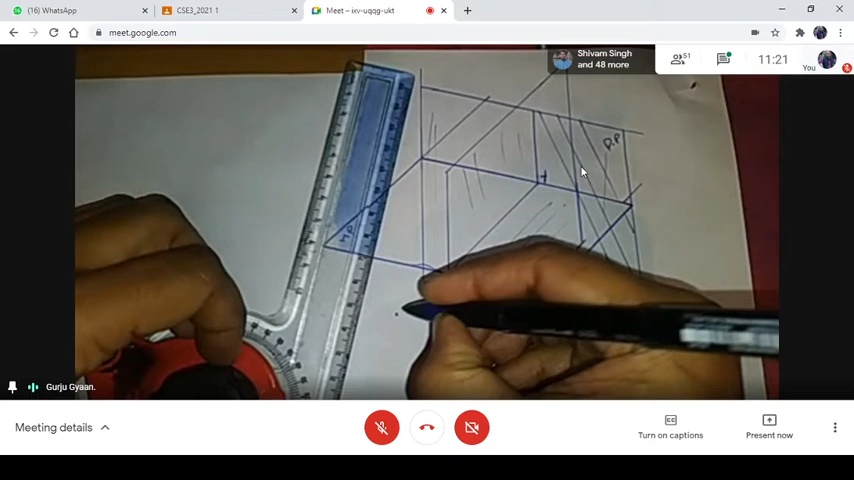 (16) WhatsApp
CSE3_2021 1
Meet – ixv-uqqg-ukt
meet.google.com
Shivam Singh
and 48 more
51
11:21
You
P.P
H.P
Gurju Gyaan.
Meeting details
Turn on captions
Present now